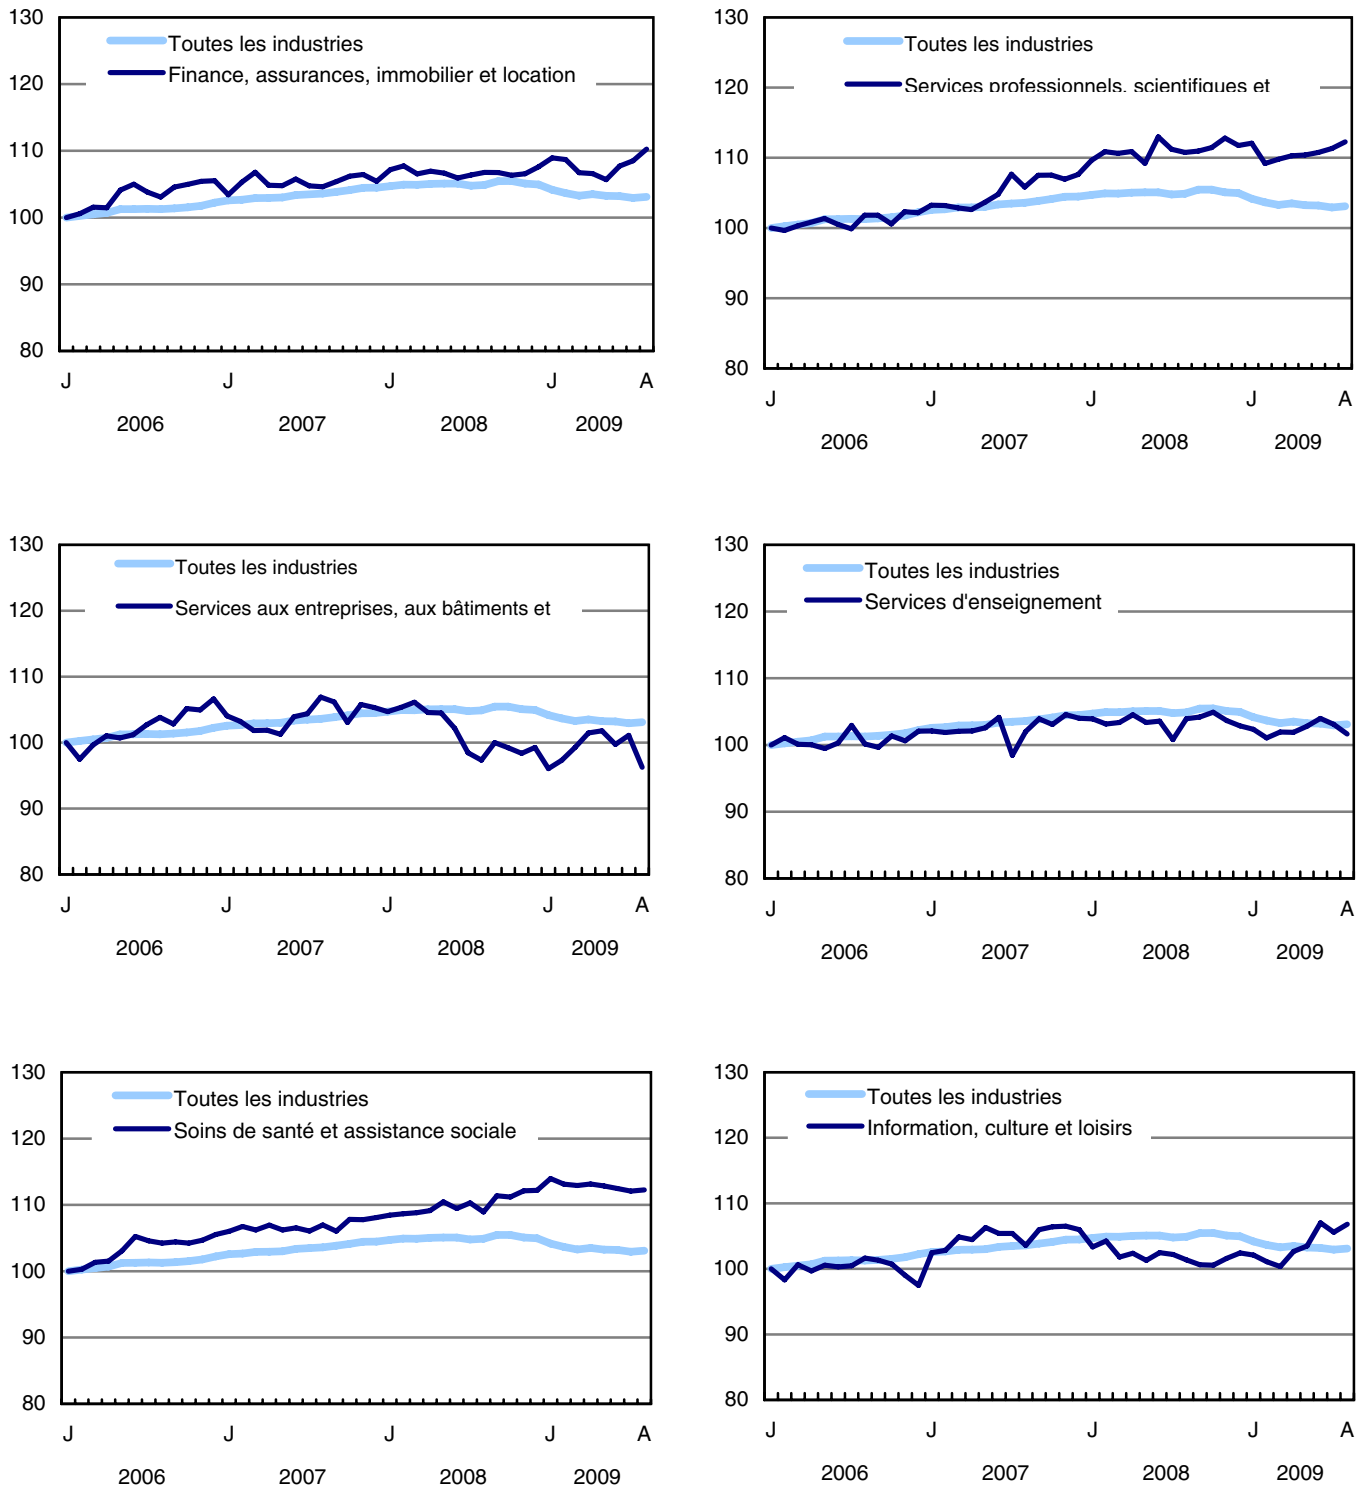 130
Toutes les industries
Finance, assurances, immobilier et location
120
110
100
90
80
J J J J A
2006 2007 2008 2009
130
Toutes les industries
Services professionnels, scientifiques et
120
110
100
90
80
J J J J A
2006 2007 2008 2009
130
Toutes les industries
Services aux entreprises, aux bâtiments et
120
110
100
90
80
J J J J A
2006 2007 2008 2009
130
Toutes les industries
Services d'enseignement
120
110
100
90
80
J J J J A
2006 2007 2008 2009
130
Toutes les industries
Soins de santé et assistance sociale
120
110
100
90
80
J J J J A
2006 2007 2008 2009
130
Toutes les industries
Information, culture et loisirs
120
110
100
90
80
J J J J A
2006 2007 2008 2009